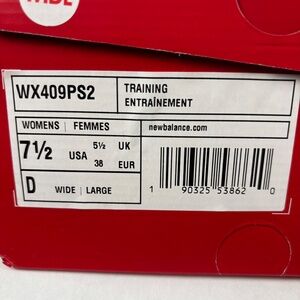 WIDE
WX409PS2
TRAINING
ENTRAÎNEMENT
WOMENS | FEMMES
newbalance.com
7½ USA 5½ UK
38 EUR
D WIDE | LARGE
1 90325 53862 0